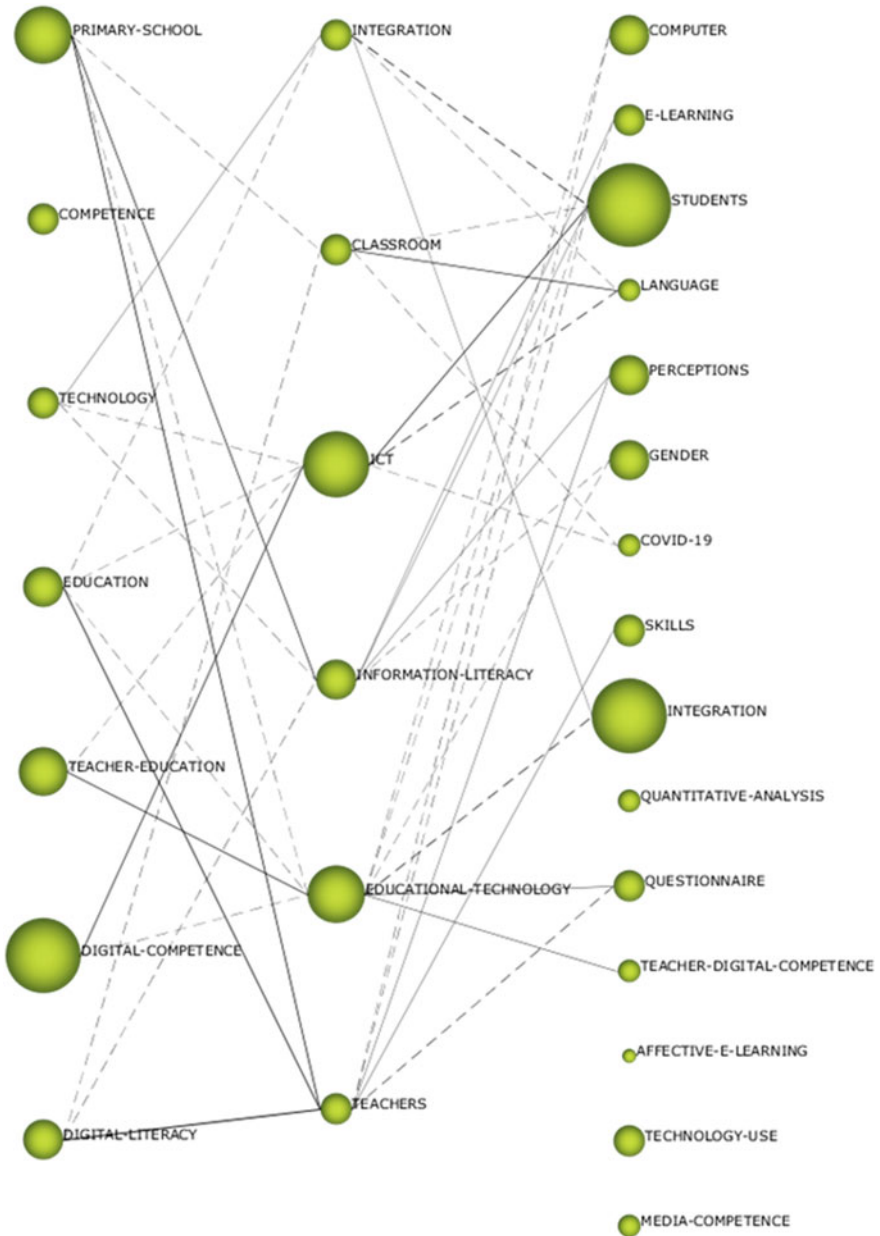 PRIMARY-SCHOOL
COMPETENCE
TECHNOLOGY
EDUCATION
TEACHER-EDUCATION
DIGITAL-COMPETENCE
DIGITAL-LITERACY
INTEGRATION
CLASSROOM
ICT
INFORMATION-LITERACY
EDUCATIONAL-TECHNOLOGY
TEACHERS
COMPUTER
E-LEARNING
STUDENTS
LANGUAGE
PERCEPTIONS
GENDER
COVID-19
SKILLS
INTEGRATION
QUANTITATIVE-ANALYSIS
QUESTIONNAIRE
TEACHER-DIGITAL-COMPETENCE
AFFECTIVE-E-LEARNING
TECHNOLOGY-USE
MEDIA-COMPETENCE